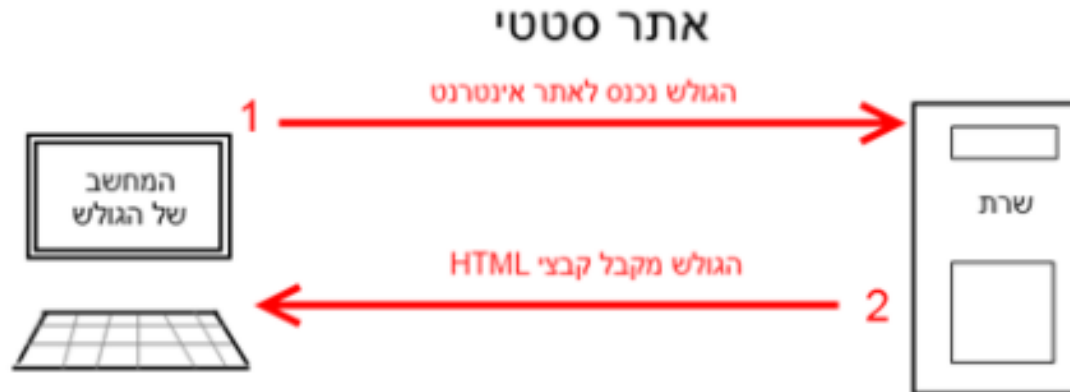 אתר סטטי
1
הגולש נכנס לאתר אינטרנט
המחשב
של הגולש
שרת
הגולש מקבל קבצי HTML
2